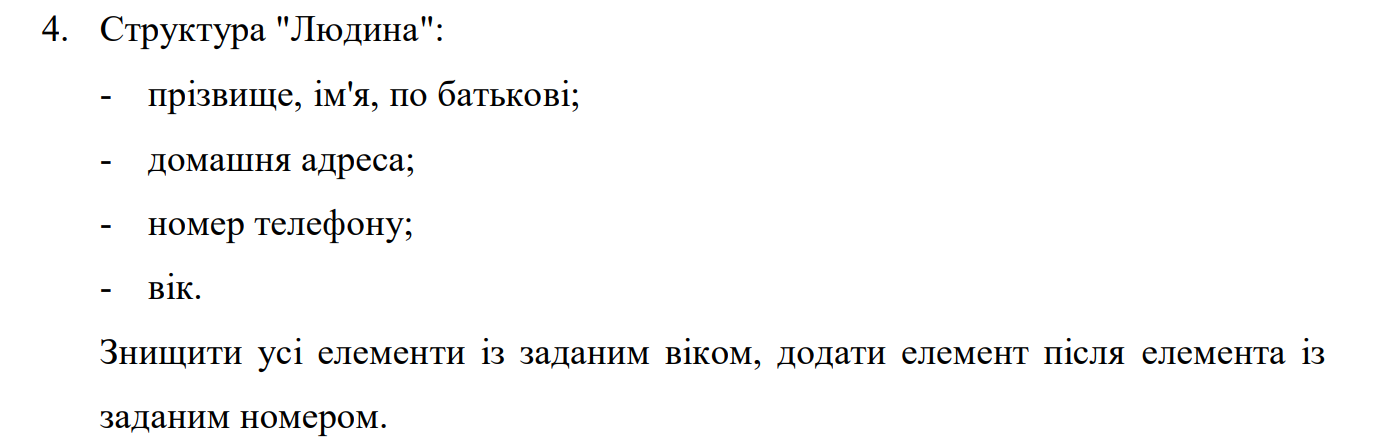 4. Структура "Людина":
- прізвище, ім'я, по батькові;
- домашня адреса;
- номер телефону;
- вік.
Знищити усі елементи із заданим віком, додати елемент після елемента із
заданим номером.